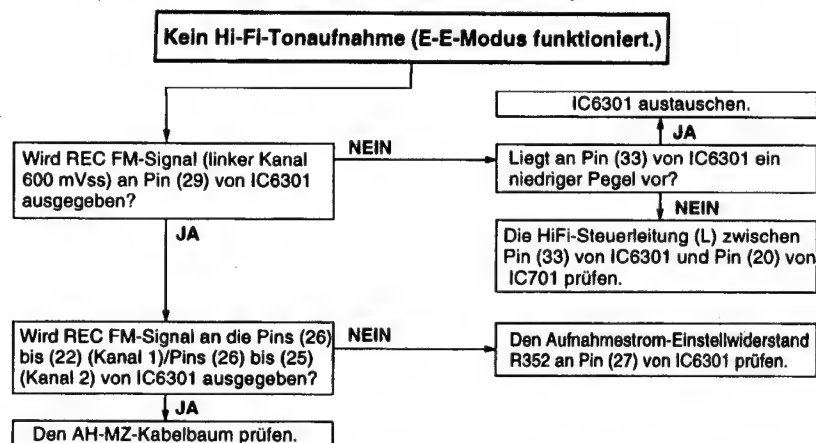 Kein Hi-Fi-Tonaufnahme (E-E-Modus funktioniert.)
IC6301 austauschen.
JA
Wird REC FM-Signal (linker Kanal
600 mVss) an Pin (29) von IC6301
ausgegeben?
NEIN
Liegt an Pin (33) von IC6301 ein
niedriger Pegel vor?
NEIN
JA
Die HiFi-Steuerleitung (L) zwischen
Pin (33) von IC6301 und Pin (20) von
IC701 prüfen.
Wird REC FM-Signal an die Pins (26)
bis (22) (Kanal 1)/Pins (26) bis (25)
(Kanal 2) von IC6301 ausgegeben?
NEIN
Den Aufnahmestrom-Einstellwiderstand
R352 an Pin (27) von IC6301 prüfen.
JA
Den AH-MZ-Kabelbaum prüfen.